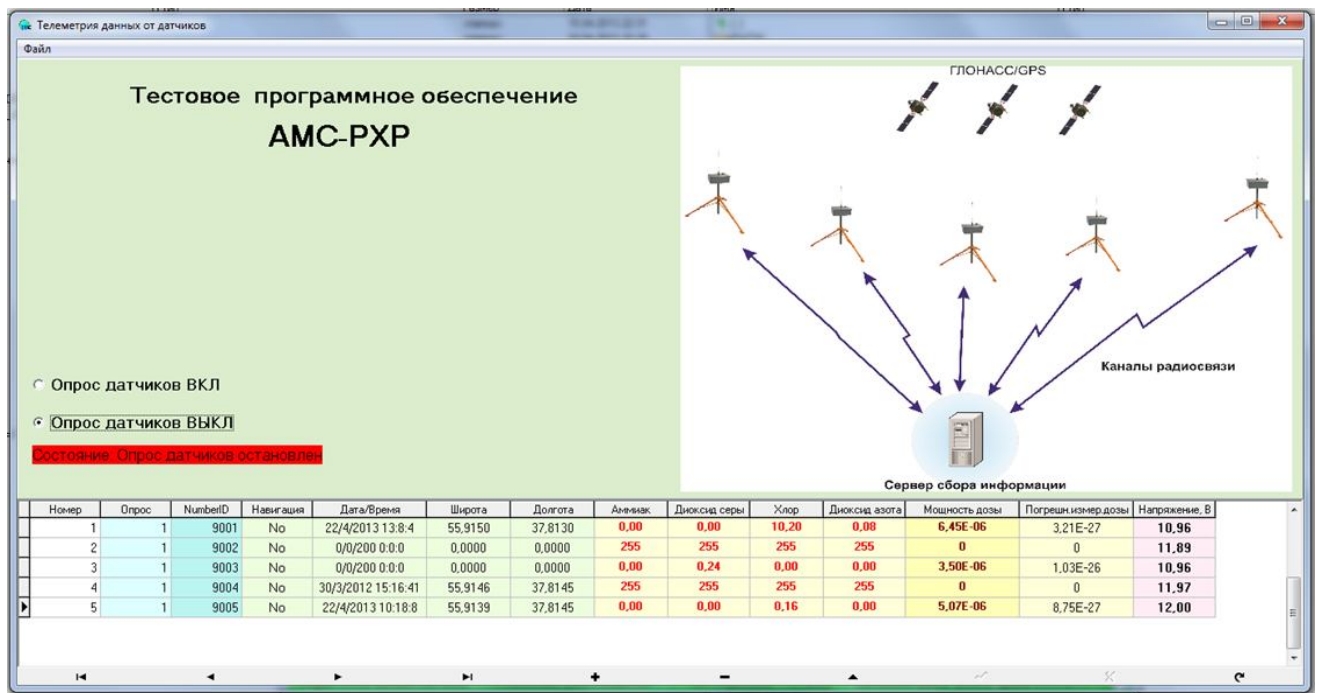 Телеметрия данных от датчиков
Файл
Тестовое программное обеспечение
АМС-РХР
ГЛОНАСС/GPS
Каналы радиосвязи
Сервер сбора информации
Опрос датчиков ВКЛ
Опрос датчиков ВЫКЛ
Состояние: Опрос датчиков остановлен
Номер Опрос NumberID Навигация Дата/Время Широта Долгота Аммиак Диоксид серы Хлор Диоксид азота Мощность дозы Погрешн.измер.дозы Напряжение, В
1 1 9001 No 22/4/2013 13:8:4 55,9150 37,8130 0,00 0,00 10,20 0,08 6,45E-06 3,21E-27 10,96
2 1 9002 No 0/0/200 0:0:0 0,0000 0,0000 255 255 255 255 0 0 11,89
3 1 9003 No 0/0/200 0:0:0 0,0000 0,0000 0,00 0,24 0,00 0,00 3,50E-06 1,03E-26 10,96
4 1 9004 No 30/3/2012 15:16:41 55,9146 37,8145 255 255 255 255 0 0 11,97
5 1 9005 No 22/4/2013 10:18:8 55,9139 37,8145 0,00 0,00 0,16 0,00 5,07E-06 8,75E-27 12,00